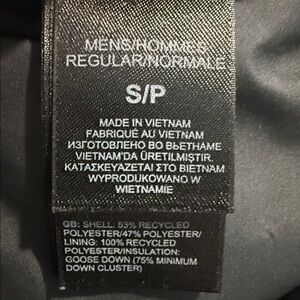 MENS/HOMMES
REGULAR/NORMALE
S/P
MADE IN VIETNAM
FABRIQUÉ AU VIETNAM
ИЗГОТОВЛЕНО ВО ВЬЕТНАМЕ
VIETNAM'DA ÜRETILMIŞTIR.
ΚΑΤΑΣΚΕΥΑΖΕΤΑΙ ΣΤΟ ΒΙΕΤΝΑΜ
WYPRODUKOWANO W
WIETNAMIE
GB: SHELL: 53% RECYCLED
POLYESTER/47% POLYESTER/
LINING: 100% RECYCLED
POLYESTER/INSULATION:
GOOSE DOWN (75% MINIMUM
DOWN CLUSTER)